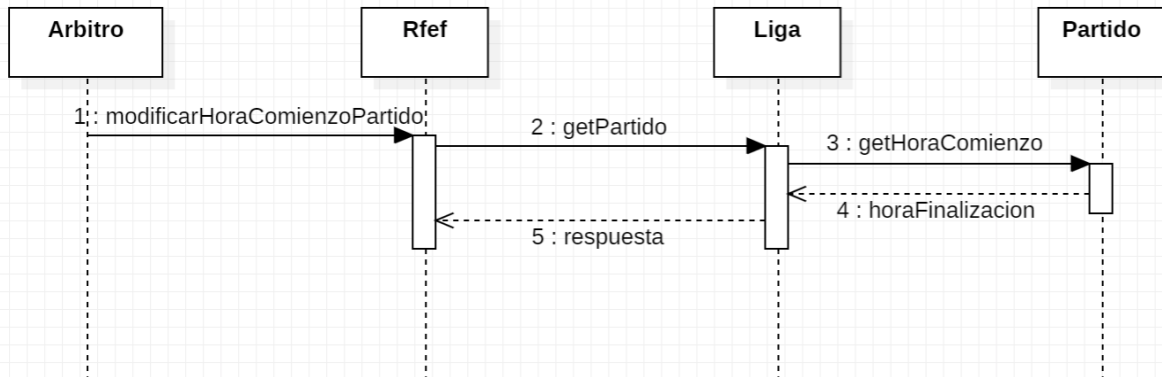 Arbitro
Rfef
Liga
Partido
1 : modificarHoraComienzoPartido
2 : getPartido
3 : getHoraComienzo
4 : horaFinalizacion
5 : respuesta